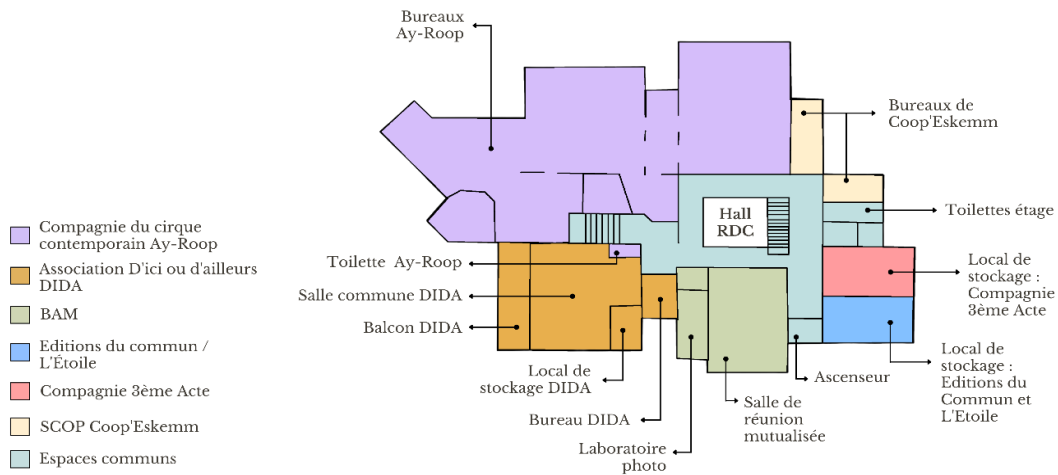 Bureaux
Ay-Roop
Bureaux de
Coop'Eskemm
Hall
RDC
Toilettes étage
Compagnie du cirque
contemporain Ay-Roop
Association D'ici ou d'ailleurs
DIDA
BAM
Editions du commun /
L'Étoile
Compagnie 3ème Acte
SCOP Coop'Eskemm
Espaces communs
Toilette Ay-Roop
Salle commune DIDA
Balcon DIDA
Local de
stockage DIDA
Bureau DIDA
Laboratoire
photo
Salle de
réunion
mutualisée
Ascenseur
Local de
stockage :
Compagnie
3ème Acte
Local de
stockage :
Editions du
Commun et
L'Etoile